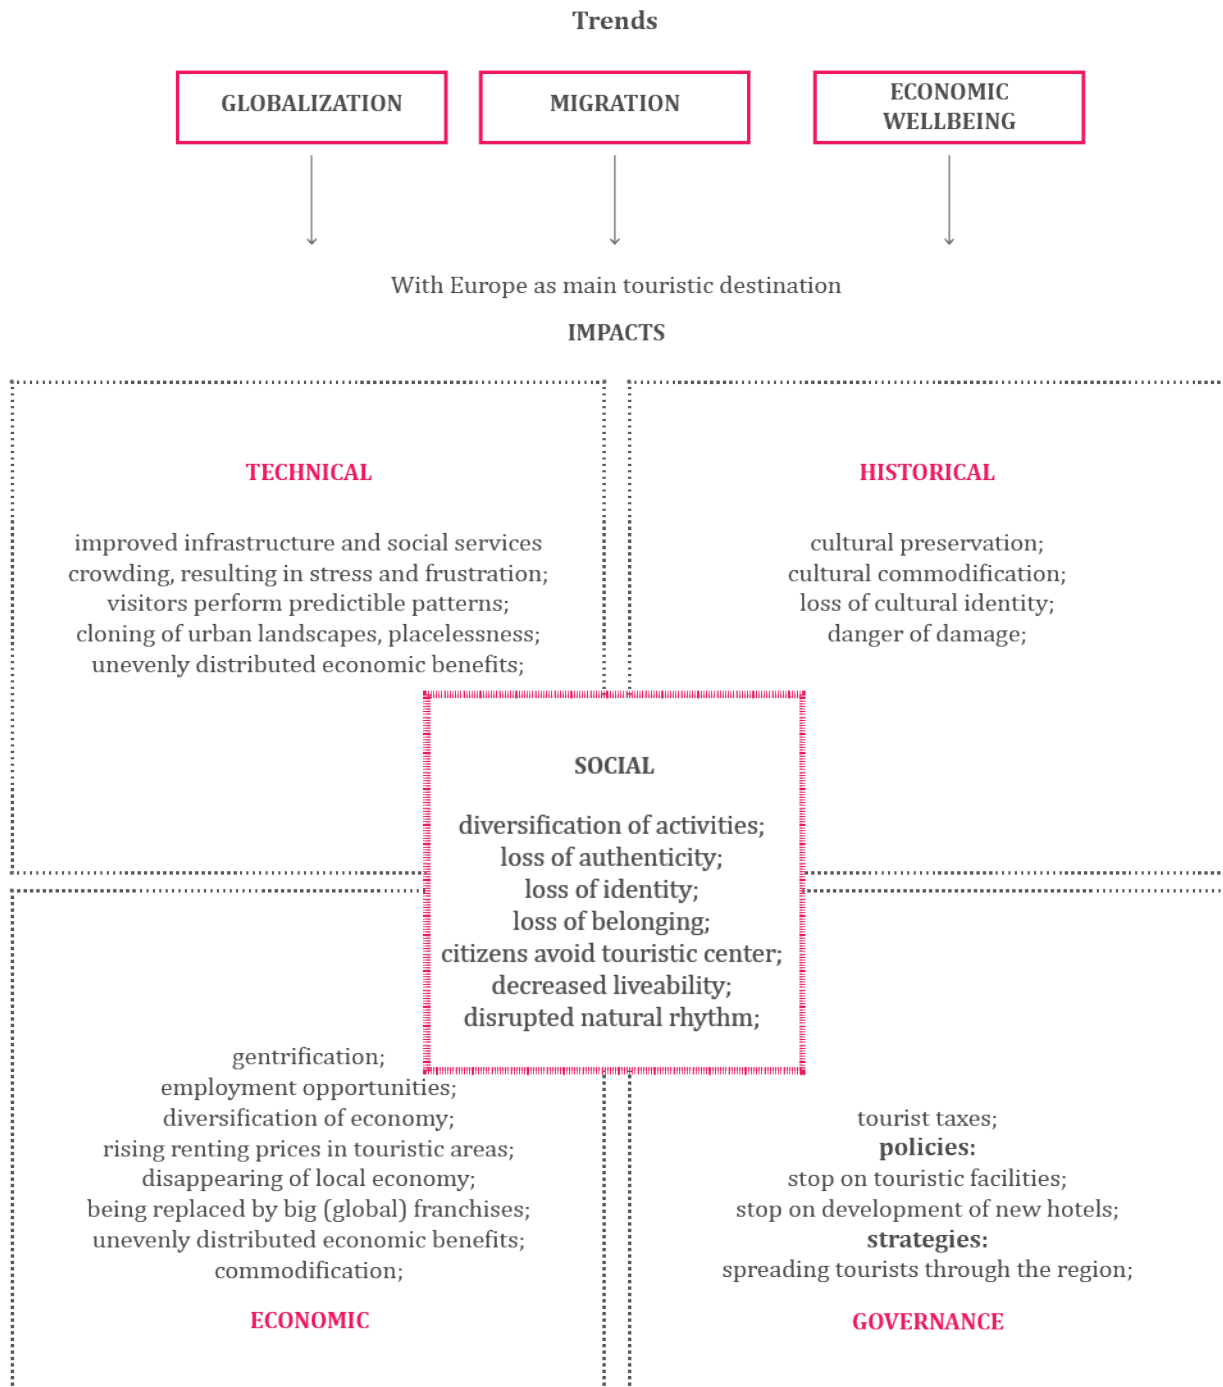 Trends
GLOBALIZATION
MIGRATION
ECONOMIC
WELLBEING
With Europe as main touristic destination
IMPACTS
TECHNICAL
improved infrastructure and social services
crowding, resulting in stress and frustration;
visitors perform predictible patterns;
cloning of urban landscapes, placelessness;
unevenly distributed economic benefits;
HISTORICAL
cultural preservation;
cultural commodification;
loss of cultural identity;
danger of damage;
SOCIAL
diversification of activities;
loss of authenticity;
loss of identity;
loss of belonging;
citizens avoid touristic center;
decreased liveability;
disrupted natural rhythm;
gentrification;
employment opportunities;
diversification of economy;
rising renting prices in touristic areas;
disappearing of local economy;
being replaced by big (global) franchises;
unevenly distributed economic benefits;
commodification;
ECONOMIC
tourist taxes;
policies:
stop on touristic facilities;
stop on development of new hotels;
strategies:
spreading tourists through the region;
GOVERNANCE